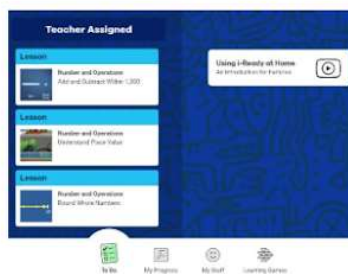 Teacher Assigned
Lesson
Number and Operations
Add and Subtract Within 1,000
Lesson
Number and Operations
Understand Place Value
Lesson
Number and Operations
Round Whole Numbers
Using i-Ready at Home
An Introduction for Families
To Do
My Progress
My Stuff
Learning Games